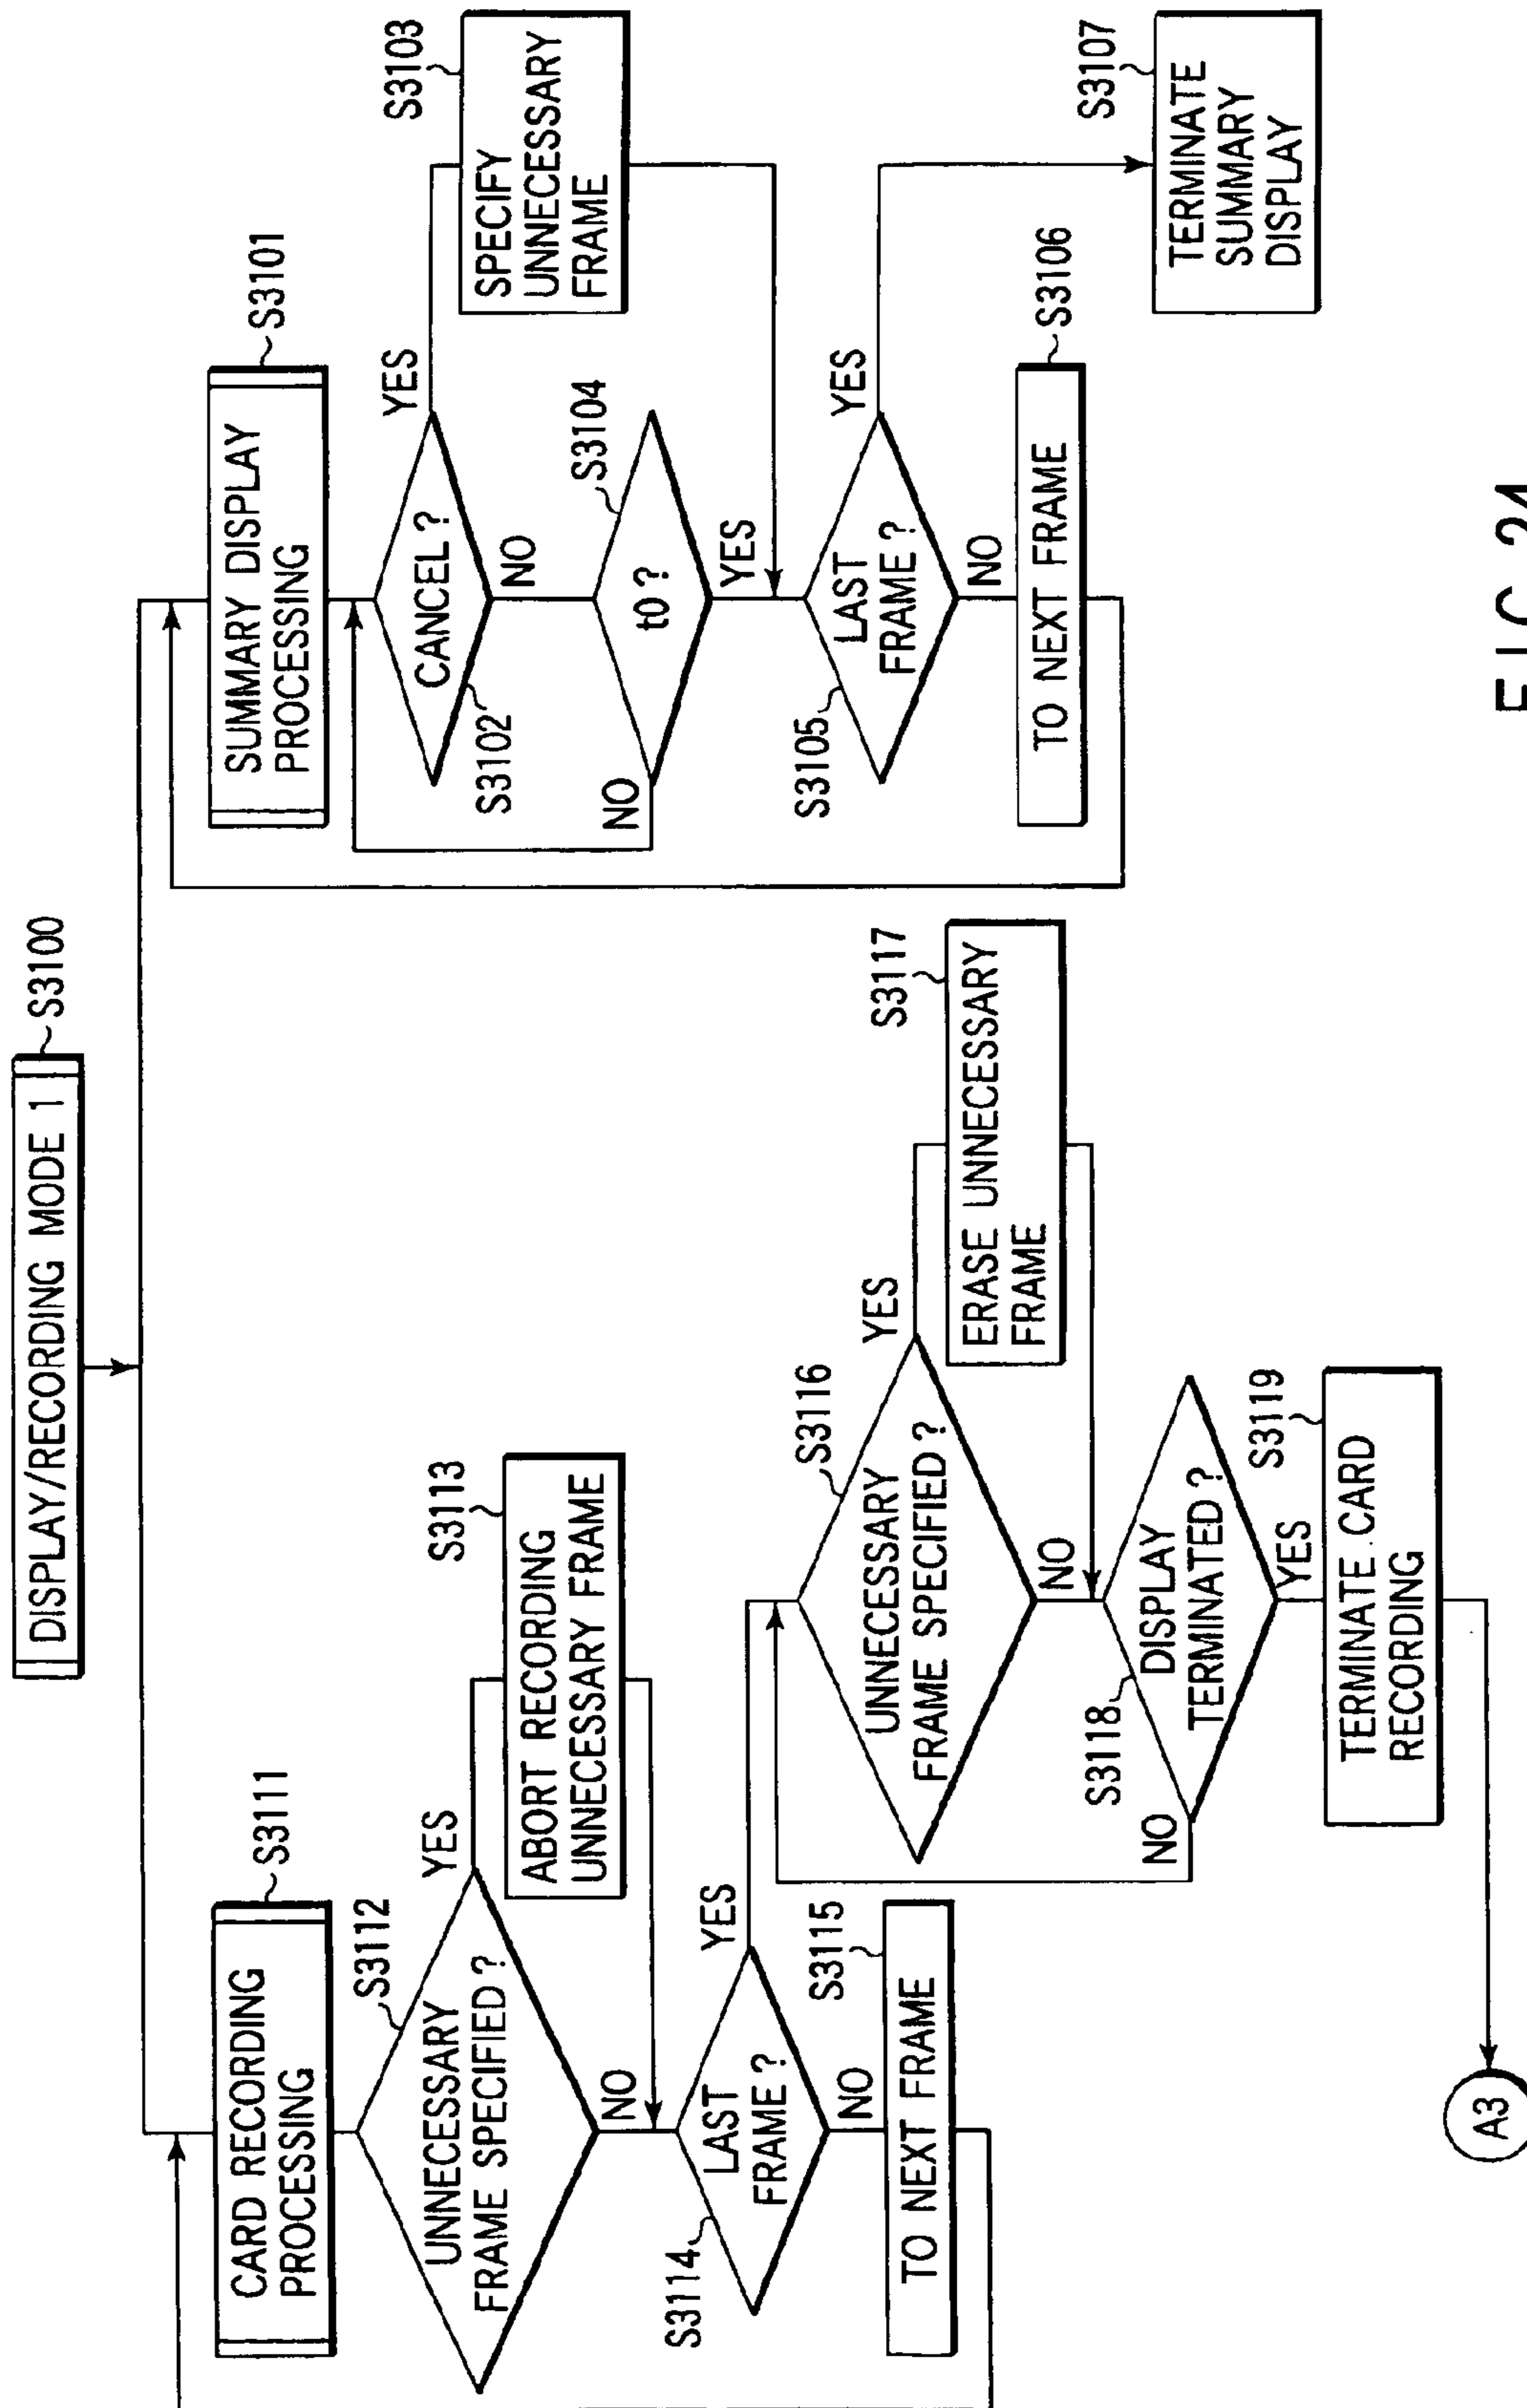 DISPLAY/RECORDING MODE 1
S3100
CARD RECORDING
PROCESSING
S3111
UNNECESSARY
FRAME SPECIFIED?
S3112
YES
NO
ABORT RECORDING
UNNECESSARY FRAME
S3113
LAST
FRAME?
S3114
YES
NO
TO NEXT FRAME
S3115
UNNECESSARY
FRAME SPECIFIED?
S3116
YES
NO
ERASE UNNECESSARY
FRAME
S3117
DISPLAY
TERMINATED?
S3118
NO
YES
TERMINATE CARD
RECORDING
S3119
A3
SUMMARY DISPLAY
PROCESSING
S3101
CANCEL?
S3102
YES
NO
SPECIFY
UNNECESSARY
FRAME
S3103
t0?
S3104
NO
YES
LAST
FRAME?
S3105
YES
NO
TO NEXT FRAME
S3106
TERMINATE
SUMMARY
DISPLAY
S3107